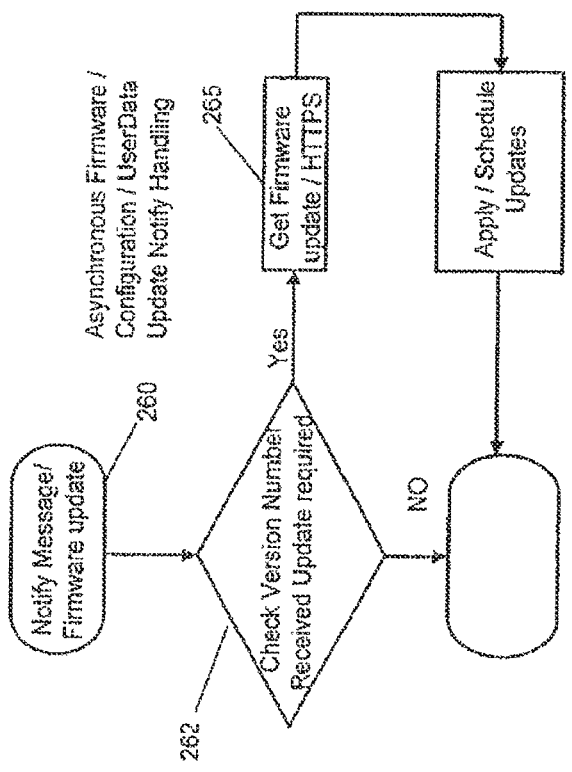 Asynchronous Firmware /
Configuration / UserData
Update Notify Handling
Notify Message/
Firmware update
260
262
Check Version Number
Received Update required
Yes
265
Get Firmware
update / HTTPS
NO
Apply / Schedule
Updates